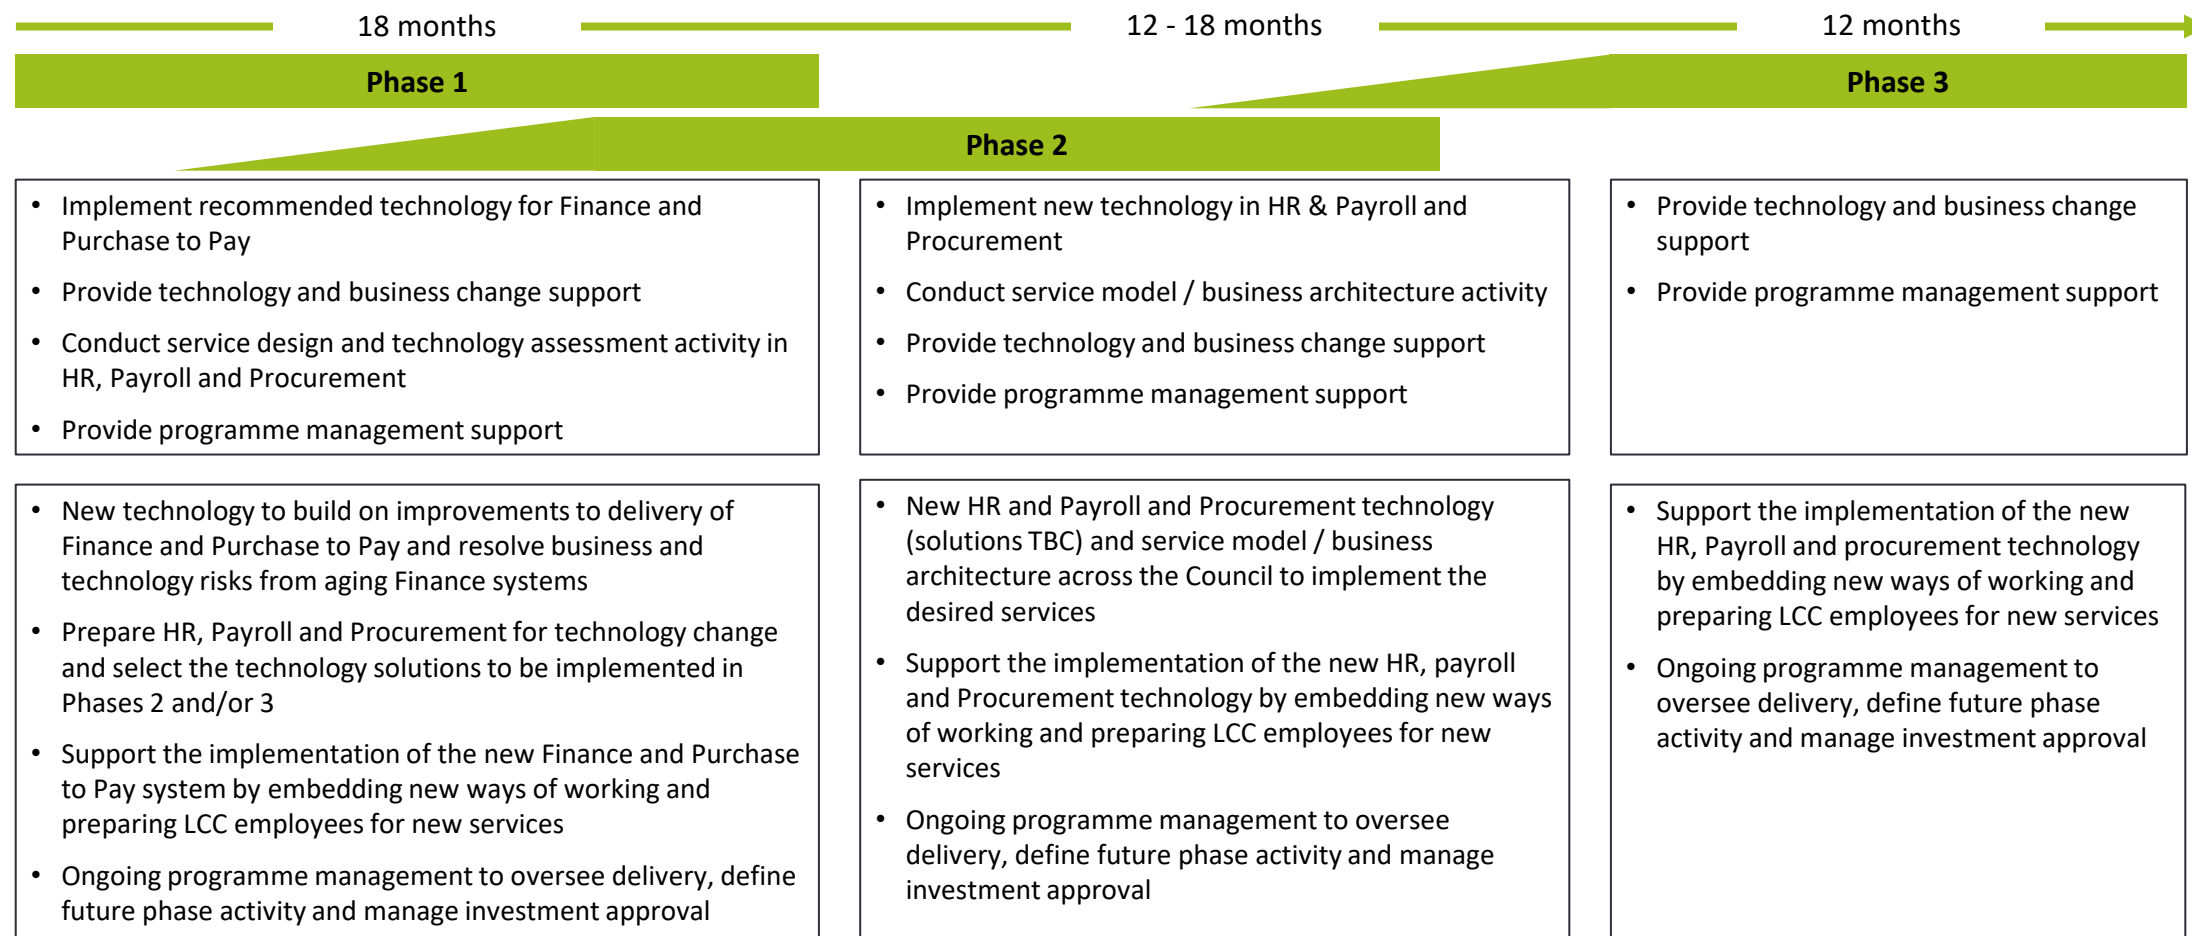 18 months
12 - 18 months
12 months
Phase 1
Phase 3
Phase 2
• Implement recommended technology for Finance and
Purchase to Pay
• Provide technology and business change support
• Conduct service design and technology assessment activity in
HR, Payroll and Procurement
• Provide programme management support
• Implement new technology in HR & Payroll and
Procurement
• Conduct service model / business architecture activity
• Provide technology and business change support
• Provide programme management support
• Provide technology and business change
support
• Provide programme management support
• New technology to build on improvements to delivery of
Finance and Purchase to Pay and resolve business and
technology risks from aging Finance systems
• Prepare HR, Payroll and Procurement for technology change
and select the technology solutions to be implemented in
Phases 2 and/or 3
• Support the implementation of the new Finance and Purchase
to Pay system by embedding new ways of working and
preparing LCC employees for new services
• Ongoing programme management to oversee delivery, define
future phase activity and manage investment approval
• New HR and Payroll and Procurement technology
(solutions TBC) and service model / business
architecture across the Council to implement the
desired services
• Support the implementation of the new HR, payroll
and Procurement technology by embedding new ways
of working and preparing LCC employees for new
services
• Ongoing programme management to oversee
delivery, define future phase activity and manage
investment approval
• Support the implementation of the new
HR, Payroll and procurement technology
by embedding new ways of working and
preparing LCC employees for new services
• Ongoing programme management to
oversee delivery, define future phase
activity and manage investment approval